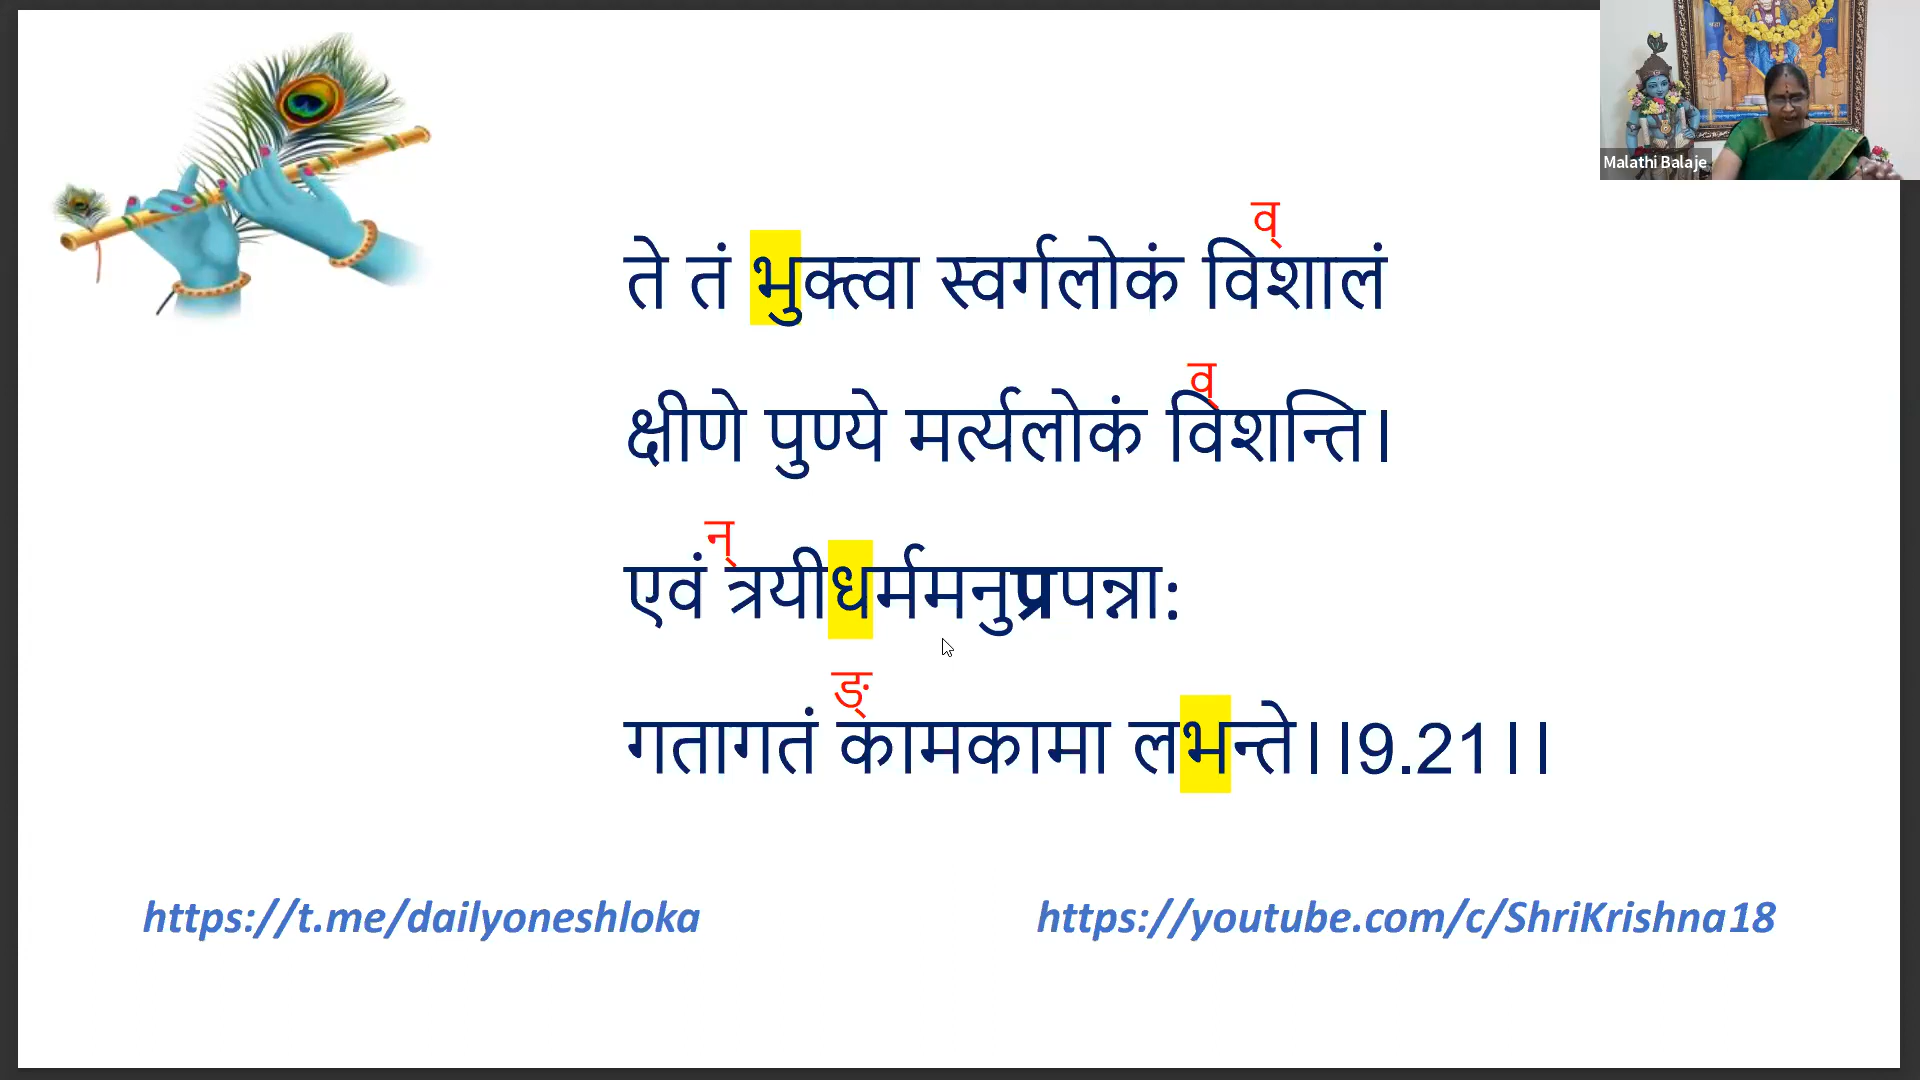 Malathi Balaje
व्
ते तं भुक्त्वा स्वर्गलोकं विशालं
व्
क्षीणे पुण्ये मर्त्यलोकं विशन्ति।
न्
एवं त्रयीधर्ममनुप्रपन्ना:
ङ्
गतागतं कामकामा लभन्ते।।9.21।।
https://t.me/dailyoneshloka
https://youtube.com/c/ShriKrishna18